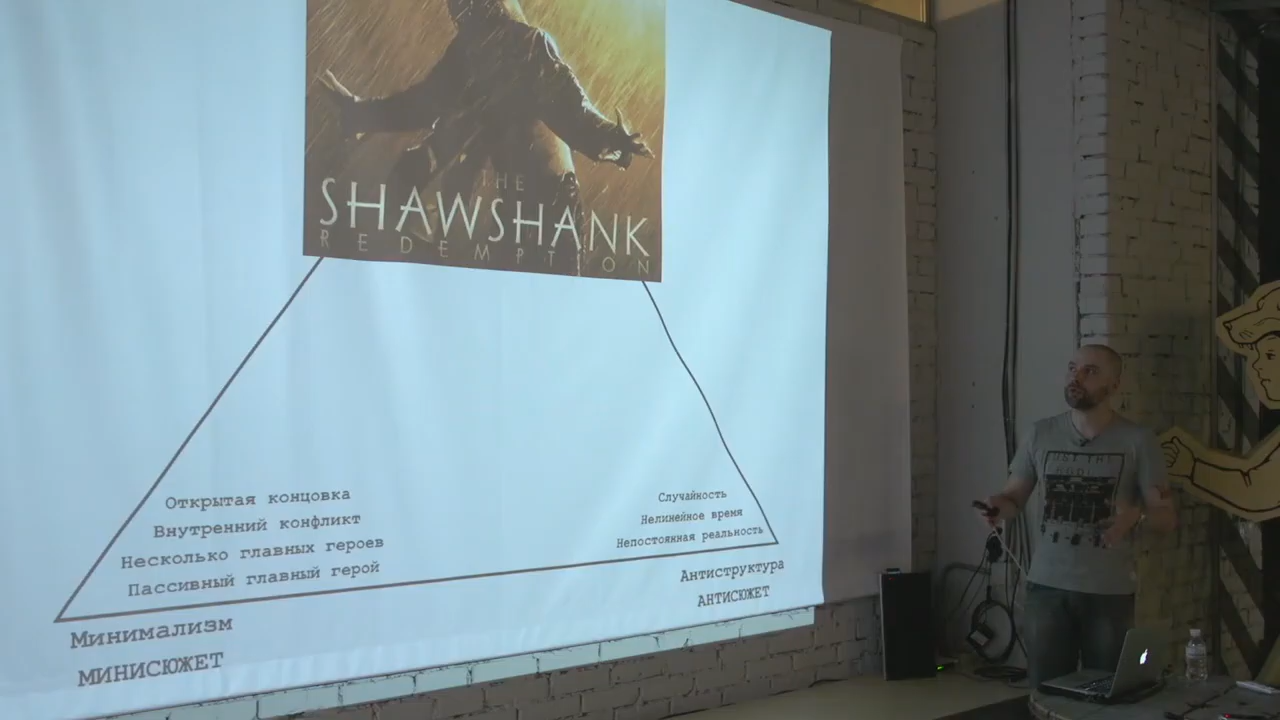 THE
SHAWSHANK
REDEMPTION
Открытая концовка
Внутренний конфликт
Несколько главных героев
Пассивный главный герой
Минимализм
МИНИСЮЖЕТ
Случайность
Нелинейное время
Непостоянная реальность
Антиструктура
АНТИСЮЖЕТ